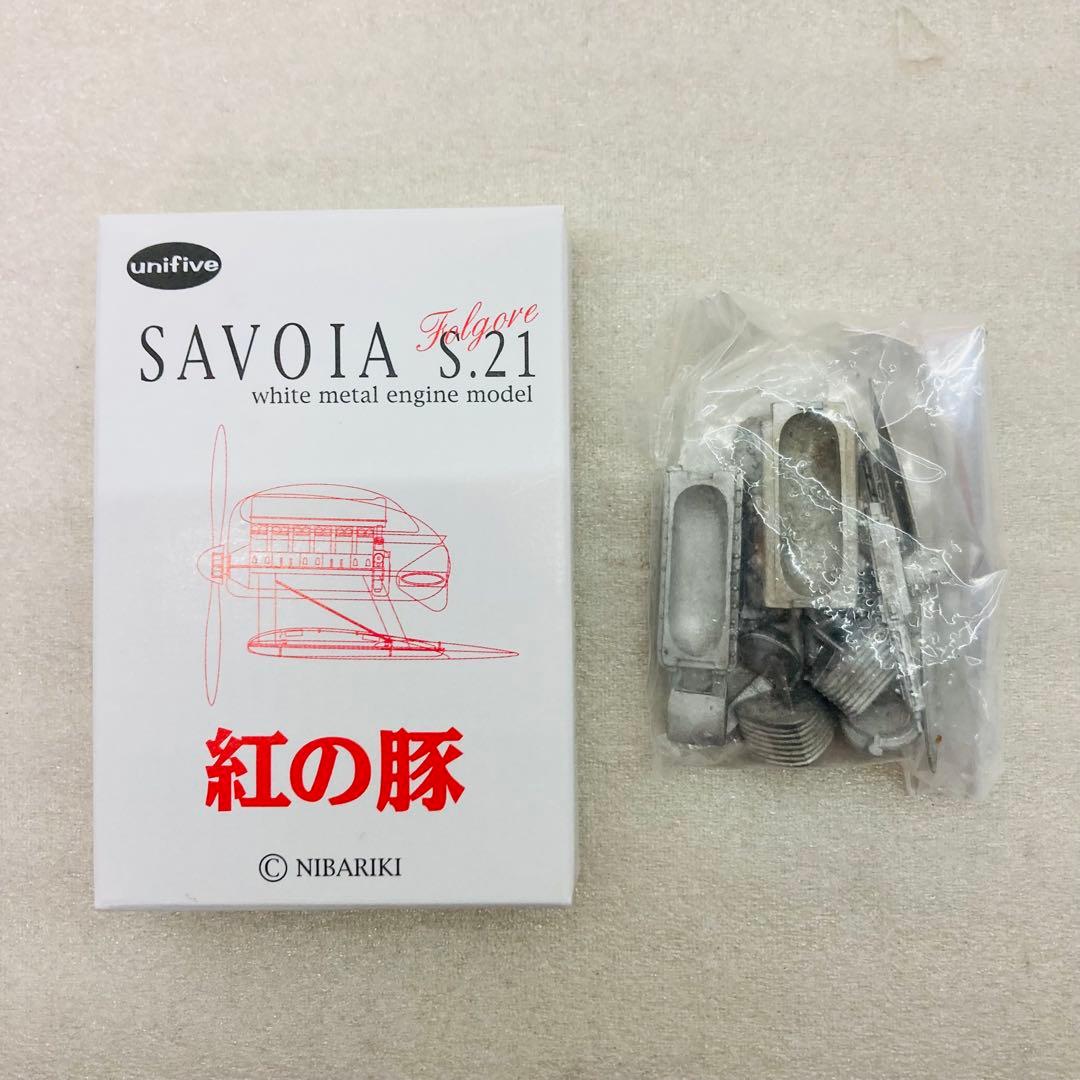 unifive
Folgore
SAVOIA S.21
white metal engine model
紅の豚
© NIBARIKI